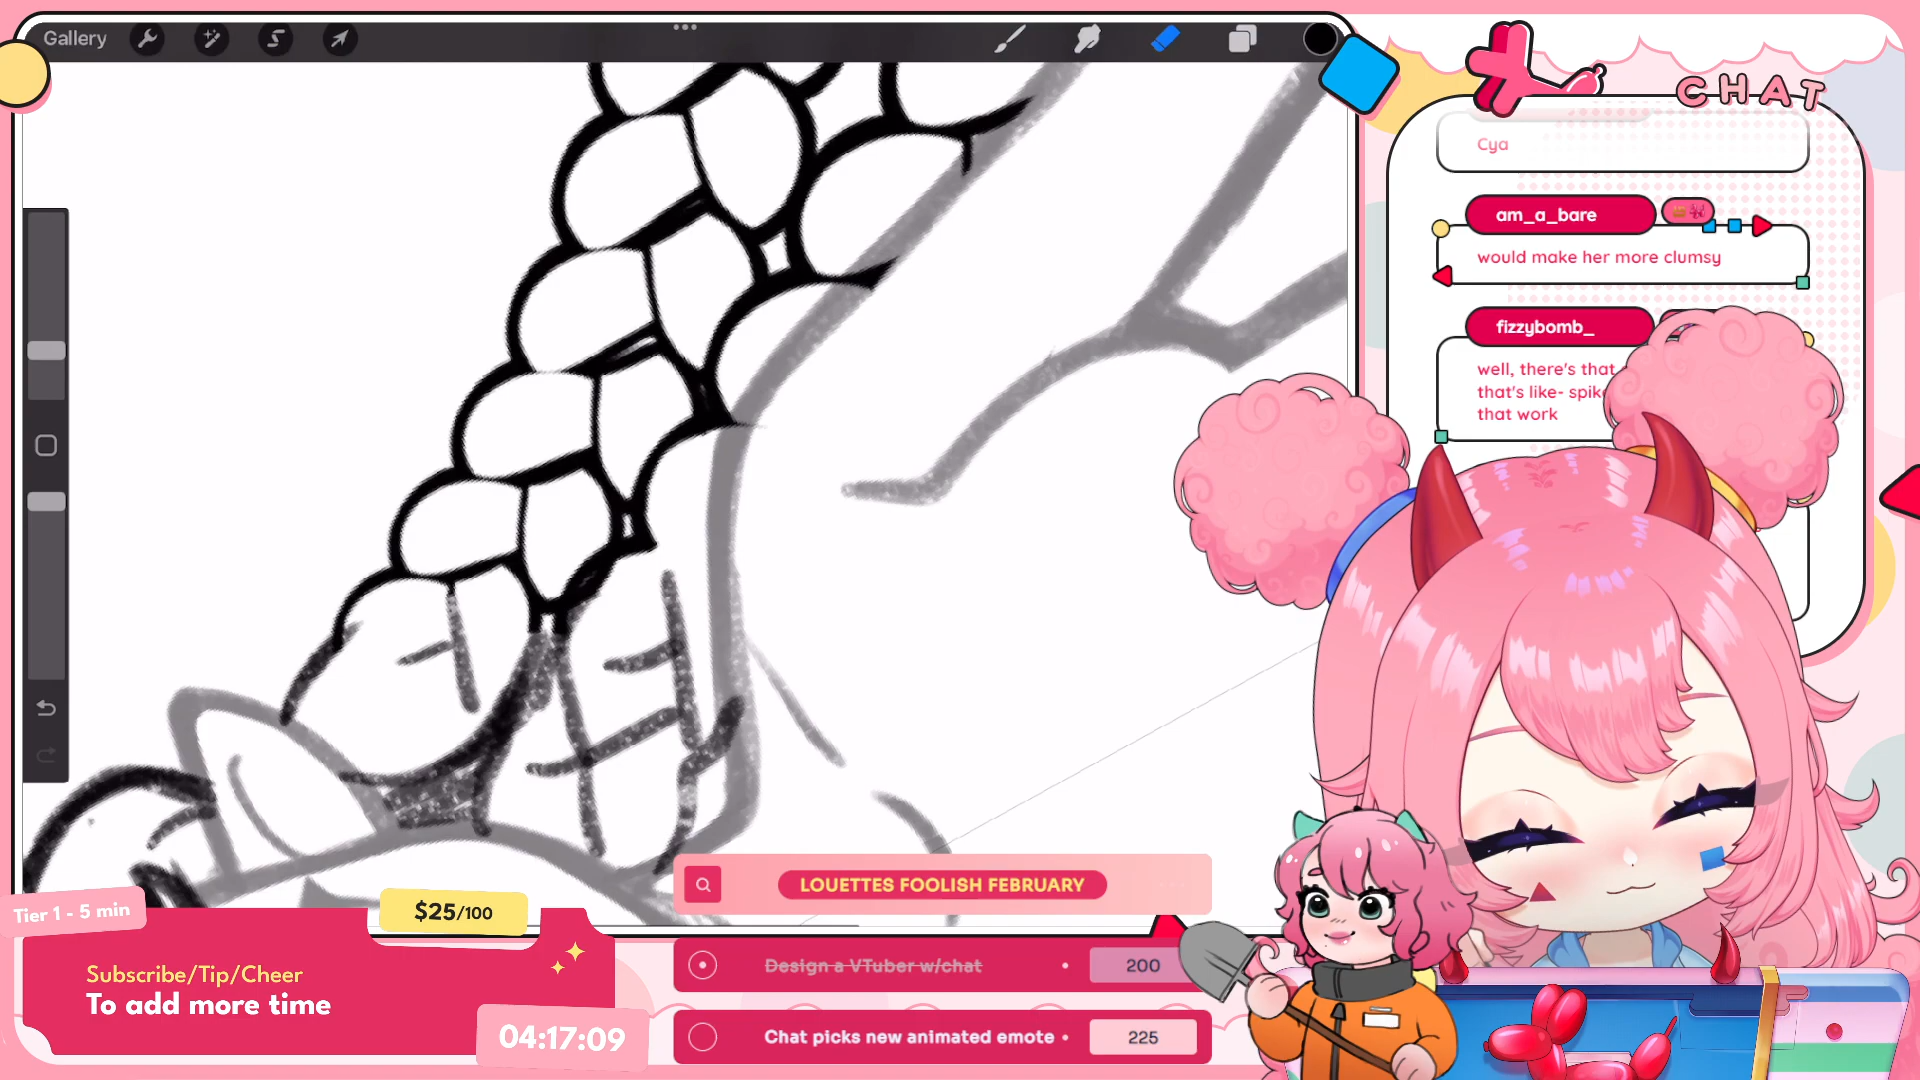 Gallery
CHAT
Cya
am_a_bare
would make her more clumsy
fizzybomb_
well, there's that
that's like- spik
that work
LOUETTES FOOLISH FEBRUARY
Tier 1 - 5 min
$25/100
Subscribe/Tip/Cheer
To add more time
04:17:09
Design a VTuber w/chat • 200
Chat picks new animated emote • 225